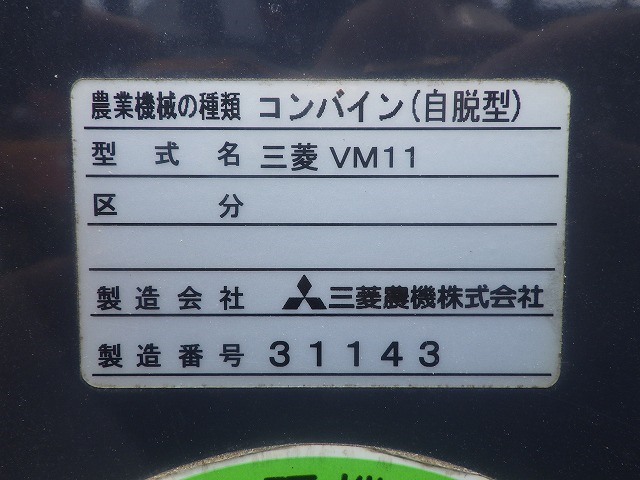 農業機械の種類 コンバイン(自脱型)
型式名 三菱 VM11
区分
製造会社 三菱農機株式会社
製造番号 31143